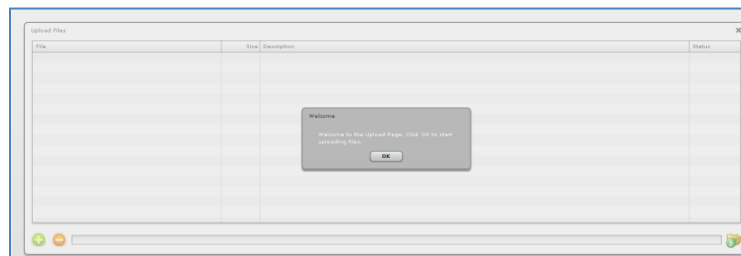 Upload Files
File Size Description Status
Welcome
Welcome to the Upload Page. Click OK to start
uploading files.
OK